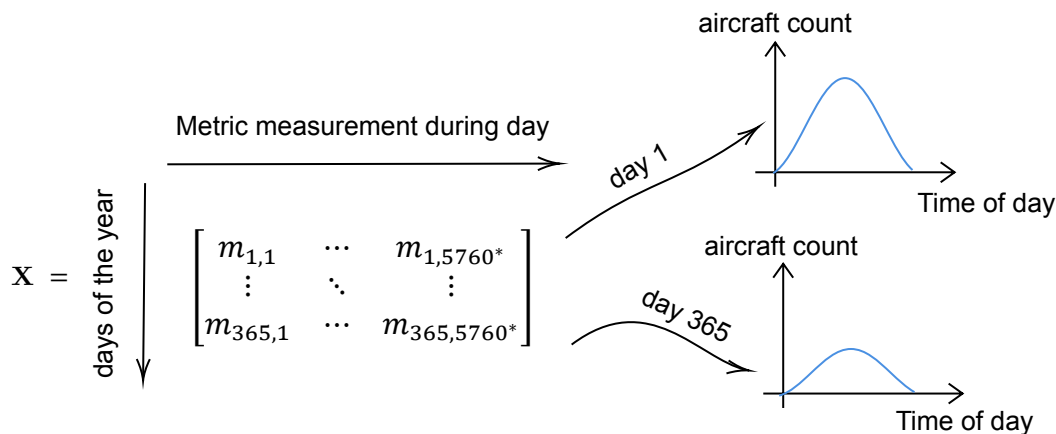 aircraft count
Metric measurement during day
day 1
Time of day
days of the year
X =
m₁,₁ ⋯ m₁,₅₇₆₀*
⋮ ⋱ ⋮
m₃₆₅,₁ ⋯ m₃₆₅,₅₇₆₀*
aircraft count
day 365
Time of day